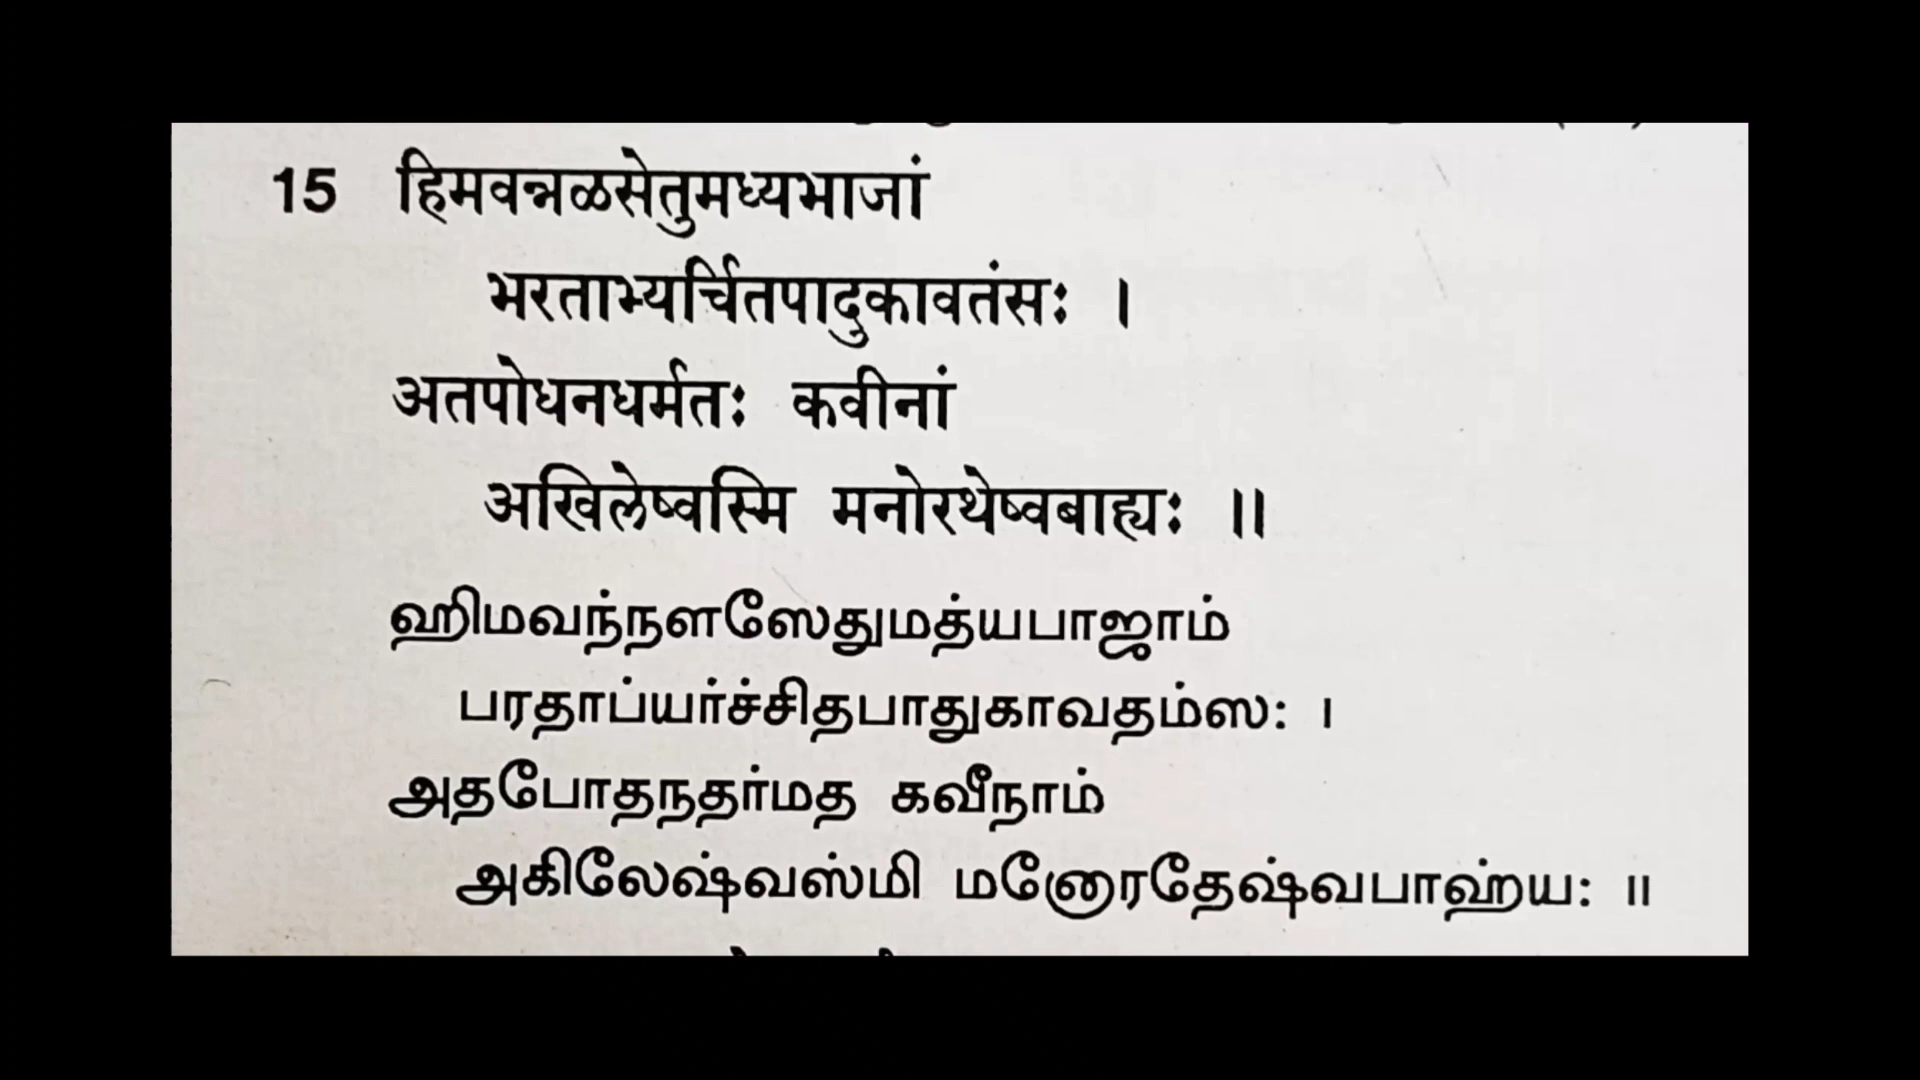 15 हिमवन्नळसेतुमध्यभाजां
भरताभ्यर्चितपादुकावतंसः ।
अतपोधनधर्मतः कवीनां
अखिलेष्वस्मि मनोरथेष्वबाह्यः ॥
ஹிமவந்நளஸேதுமத்யபாஜாம்
பரதாப்யர்ச்சிதபாதுகாவதம்ஸ: ।
அதபோதநதர்மத கவீநாம்
அகிலேஷ்வஸ்மி மனோரதேஷ்வபாஹ்ய: ॥